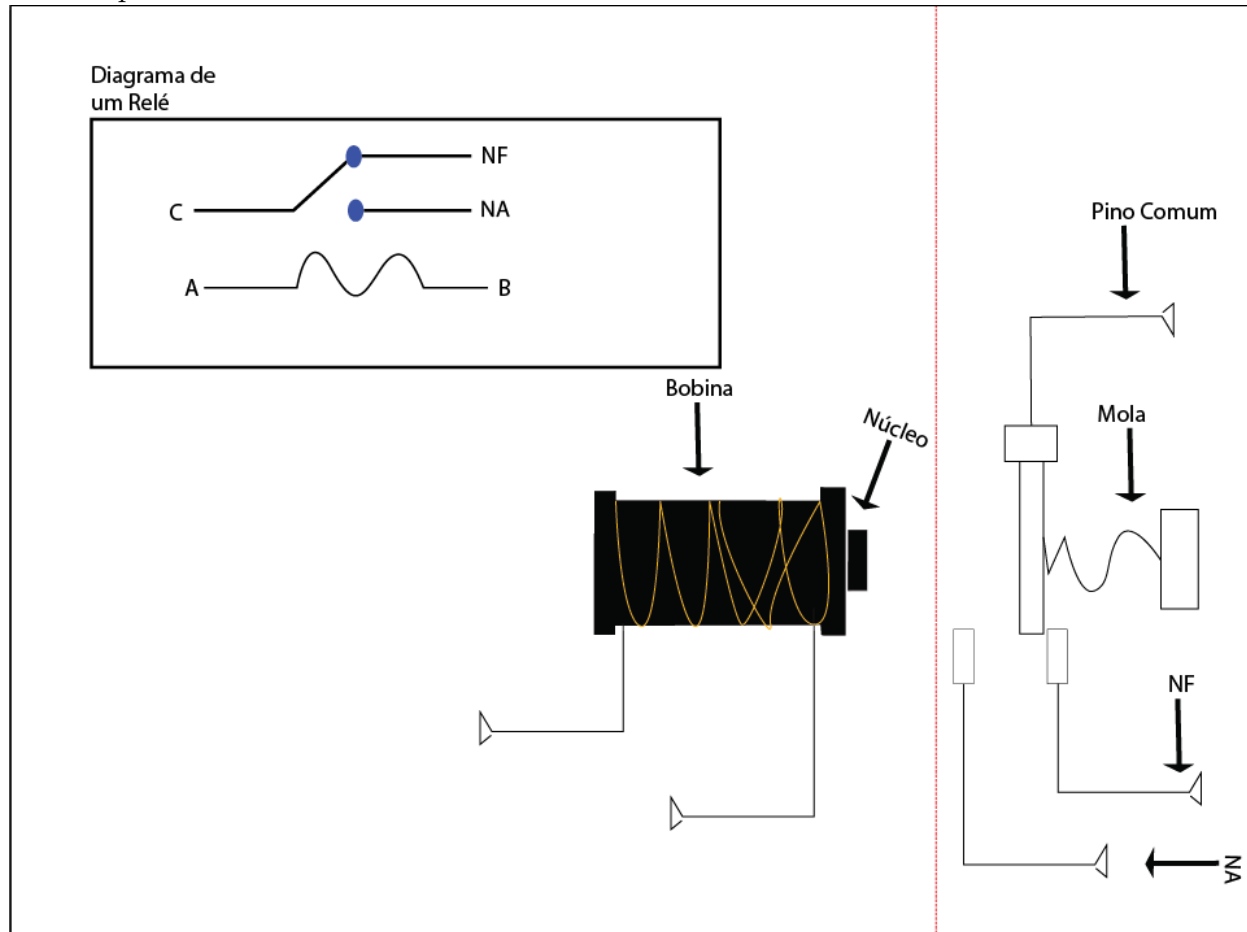 Diagrama de
um Relé
NF
C
NA
A
B
Bobina
Núcleo
Pino Comum
Mola
NF
NA